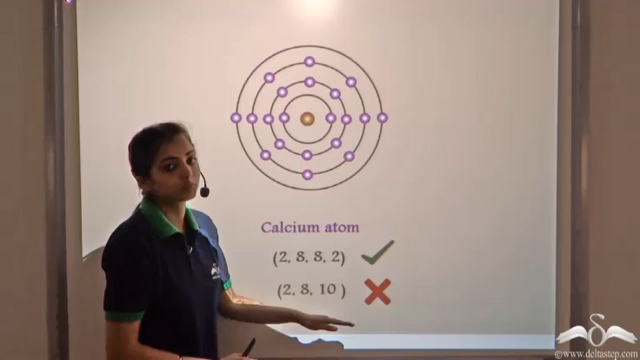 Calcium atom
(2, 8, 8, 2)
(2, 8, 10 )
©www.deltastep.com